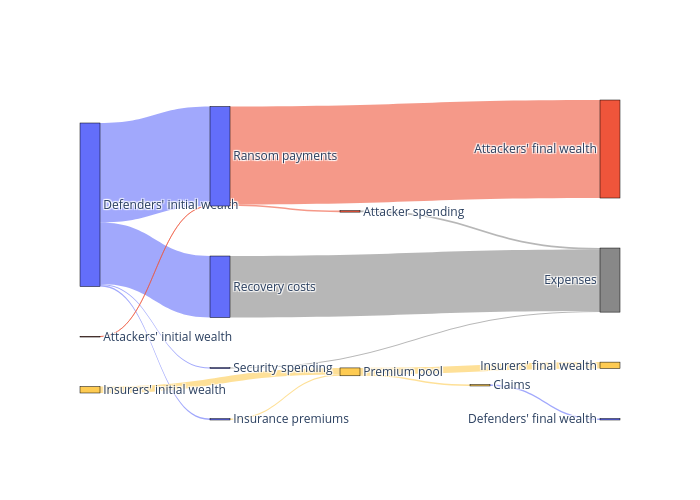 Ransom payments
Attackers' final wealth
Defenders' initial wealth
Attacker spending
Recovery costs
Expenses
Attackers' initial wealth
Security spending
Premium pool
Insurers' final wealth
Insurers' initial wealth
Claims
Insurance premiums
Defenders' final wealth